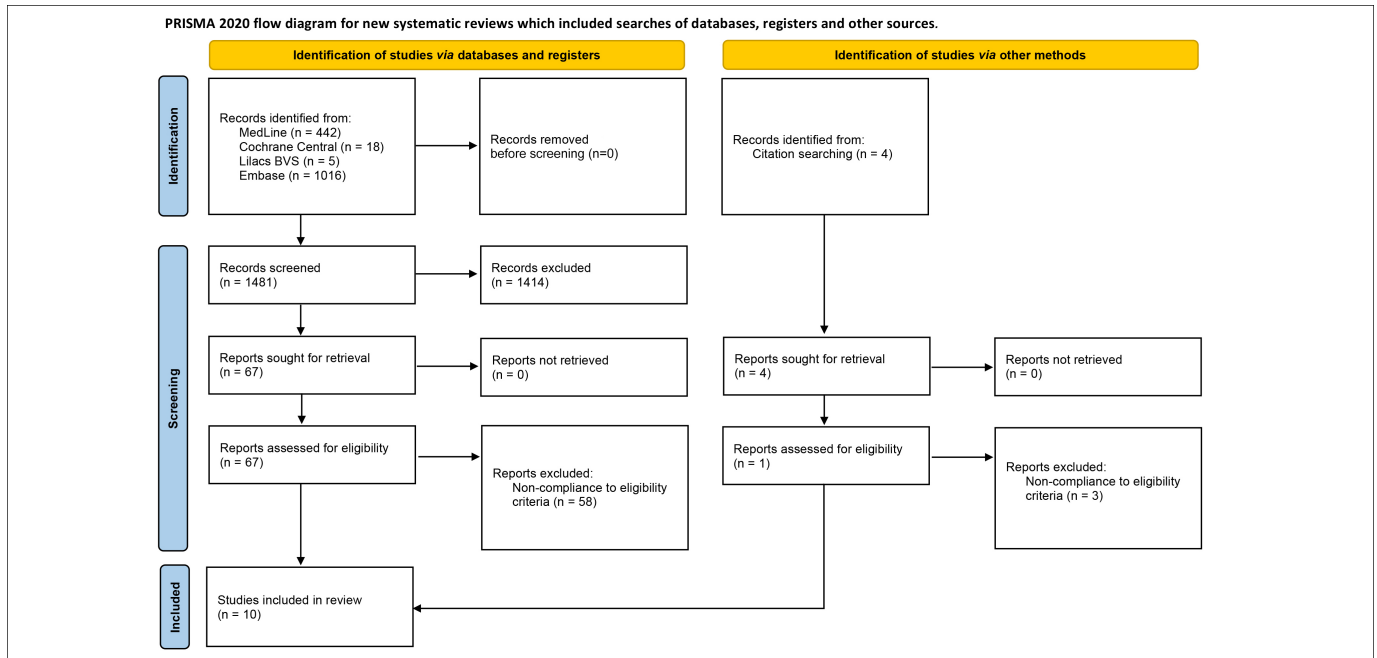 PRISMA 2020 flow diagram for new systematic reviews which included searches of databases, registers and other sources.
Identification of studies via databases and registers
Identification of studies via other methods
Identification
Records identified from:
MedLine (n = 442)
Cochrane Central (n = 18)
Lilacs BVS (n = 5)
Embase (n = 1016)
Records removed
before screening (n=0)
Records identified from:
Citation searching (n = 4)
Screening
Records screened
(n = 1481)
Records excluded
(n = 1414)
Reports sought for retrieval
(n = 67)
Reports not retrieved
(n = 0)
Reports sought for retrieval
(n = 4)
Reports not retrieved
(n = 0)
Reports assessed for eligibility
(n = 67)
Reports excluded:
Non-compliance to eligibility
criteria (n = 58)
Reports assessed for eligibility
(n = 1)
Reports excluded:
Non-compliance to eligibility
criteria (n = 3)
Included
Studies included in review
(n = 10)